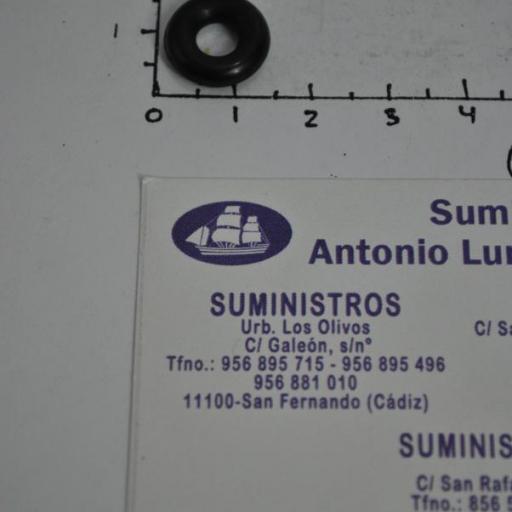 1
0 1 2 3 4
Sum
Antonio Lu
SUMINISTROS
Urb. Los Olivos
C/ Galeón, s/nº
Tfno.: 956 895 715 - 956 895 496
956 881 010
11100-San Fernando (Cádiz)
C/ Sa
SUMINIS
C/ San Rafa
Tfno.: 856 5